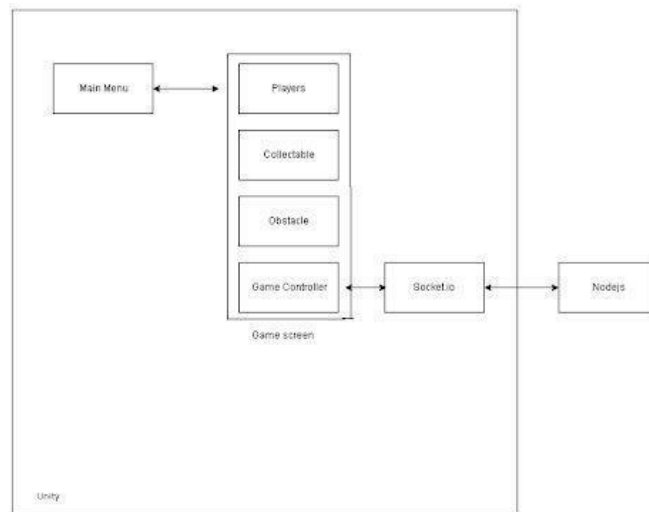 Main Menu
Players
Collectable
Obstacle
Game Controller
Socket.io
Nodejs
Game screen
Unity